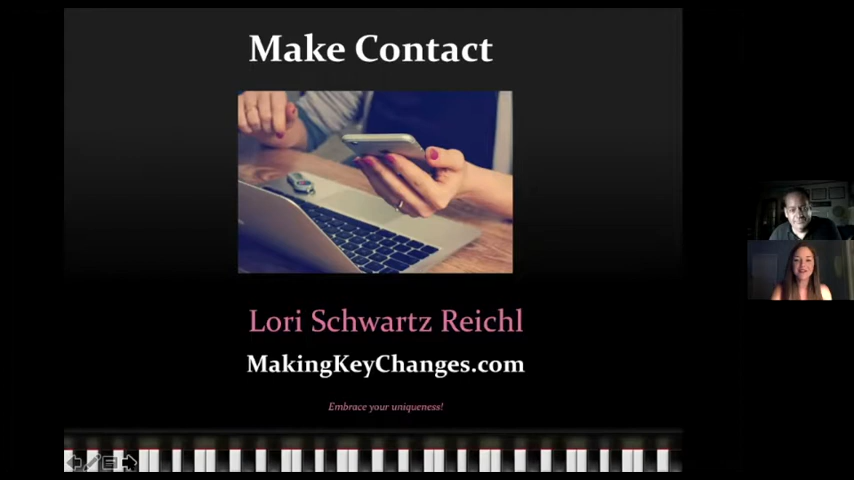 Make Contact
Lori Schwartz Reichl
MakingKeyChanges.com
Embrace your uniqueness!